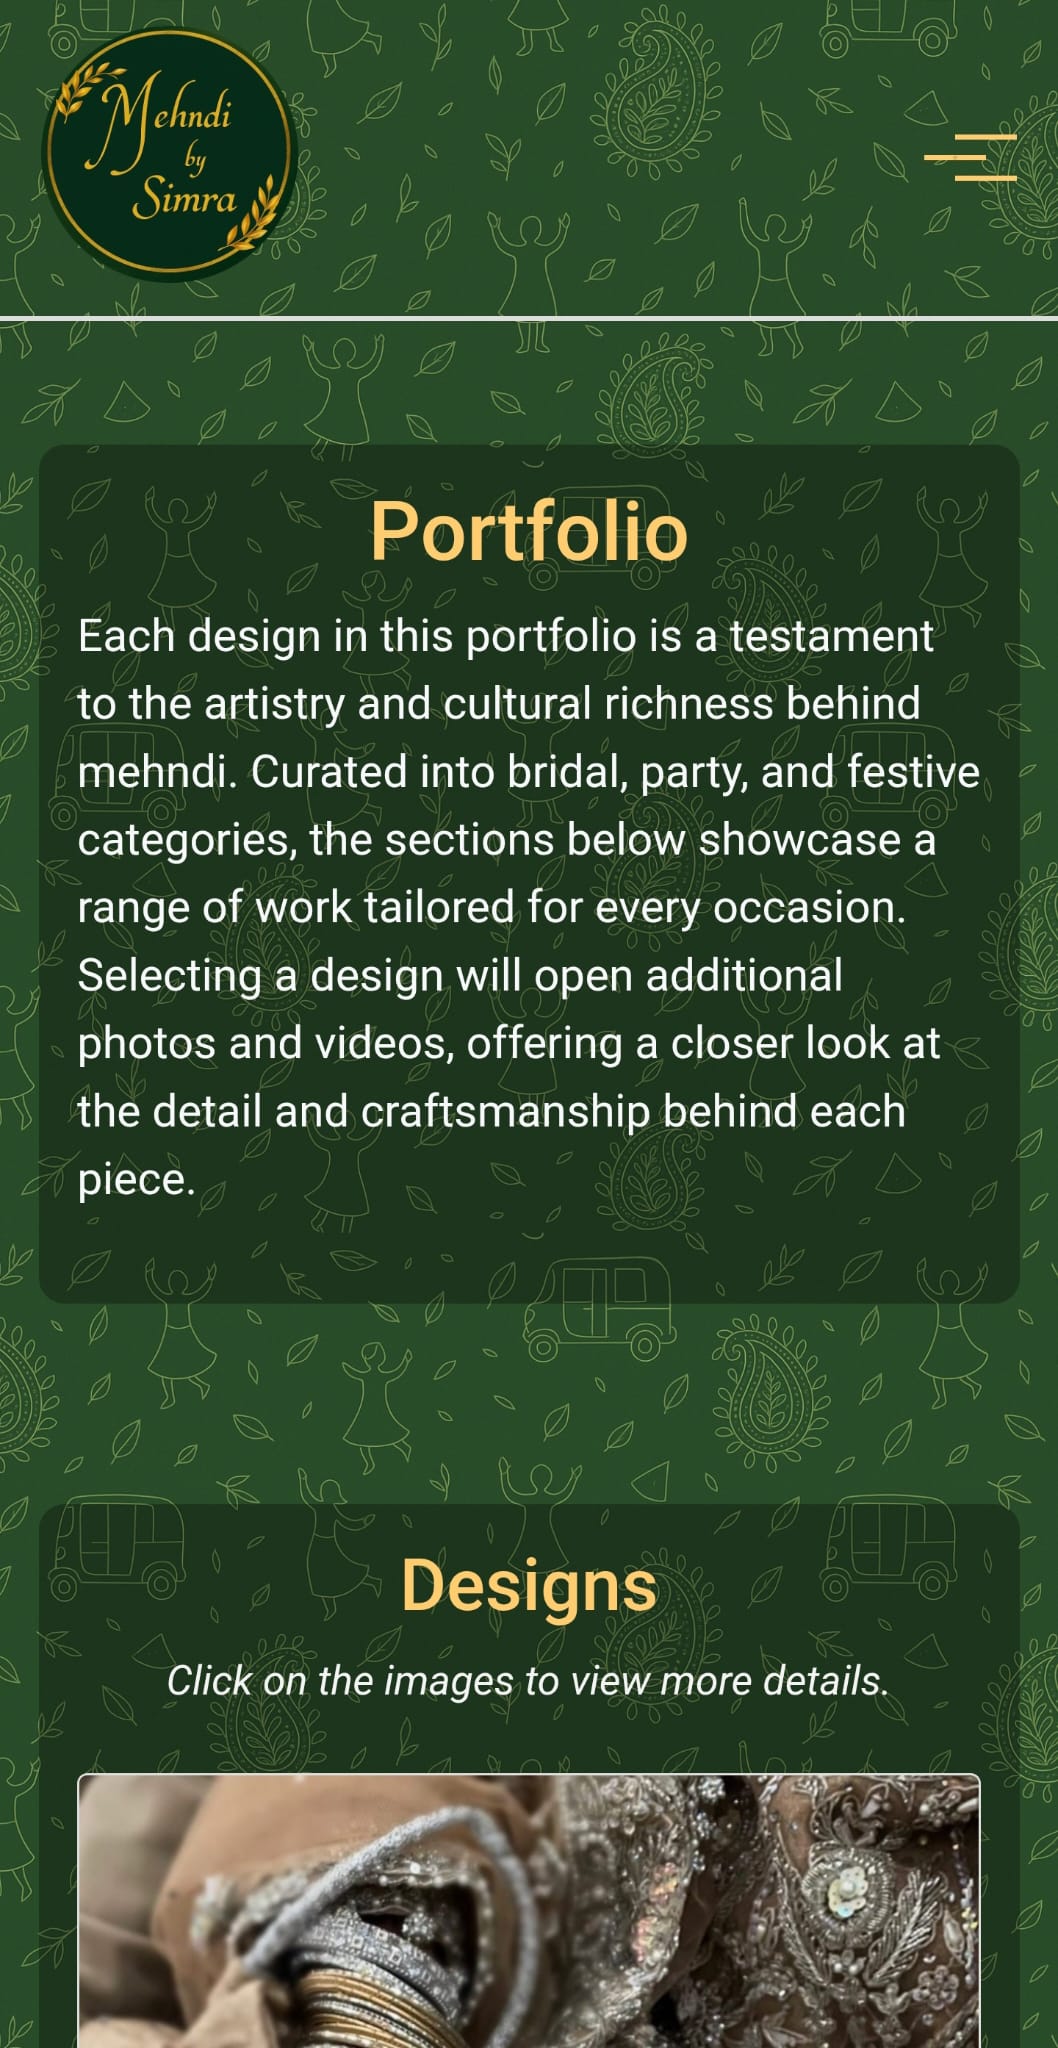 Mehndi
by
Simra
Portfolio
Each design in this portfolio is a testament
to the artistry and cultural richness behind
mehndi. Curated into bridal, party, and festive
categories, the sections below showcase a
range of work tailored for every occasion.
Selecting a design will open additional
photos and videos, offering a closer look at
the detail and craftsmanship behind each
piece.
Designs
Click on the images to view more details.